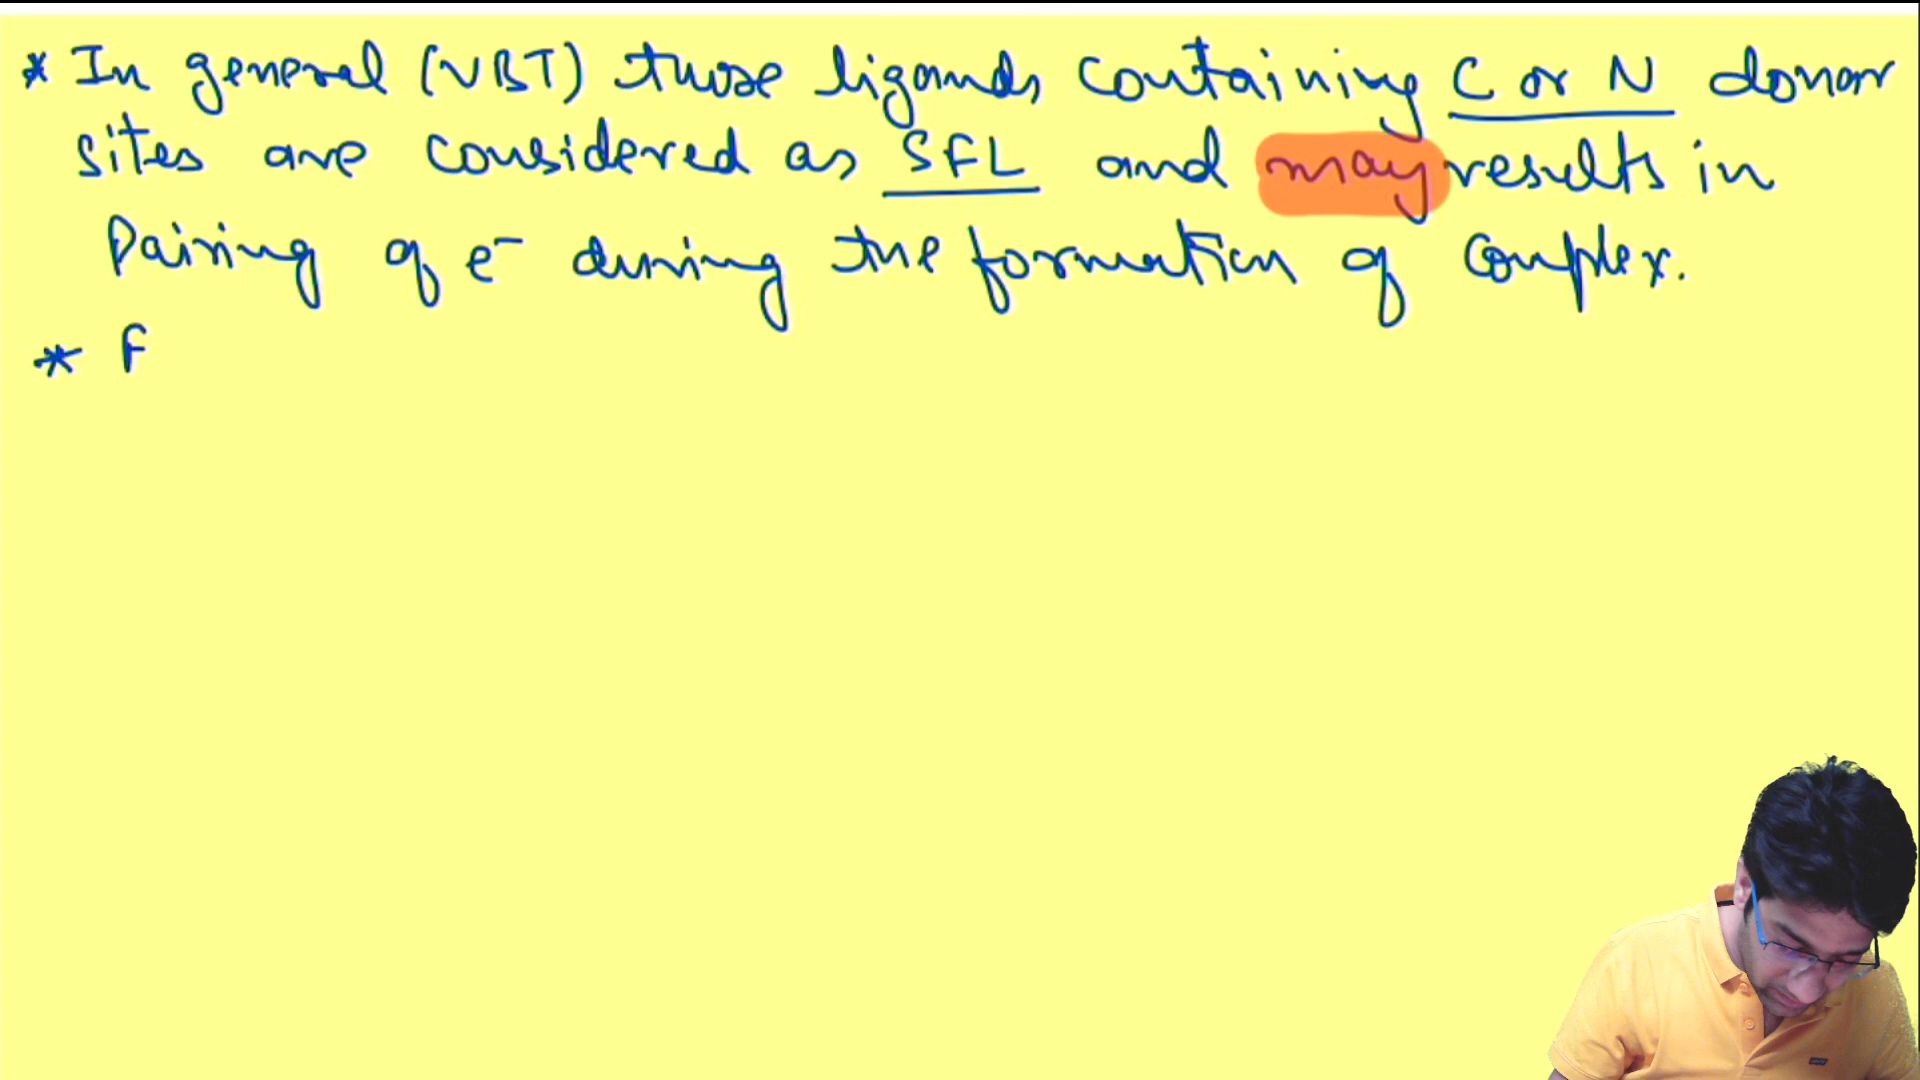 * In general (VBT) those ligands containing C or N donor
sites are considered as SFL and may results in
Pairing of e⁻ during the formation of complex.
* F